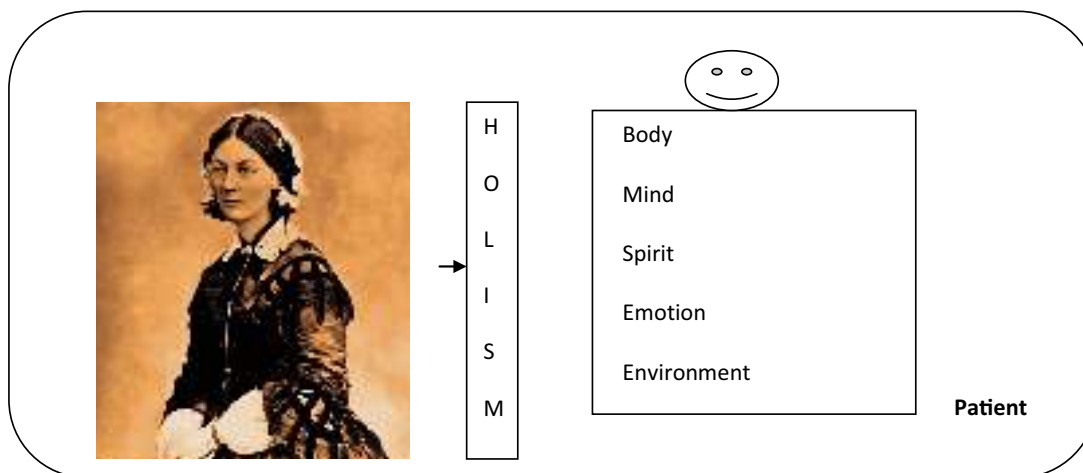 H
O
L
I
S
M
Body
Mind
Spirit
Emotion
Environment
Patient